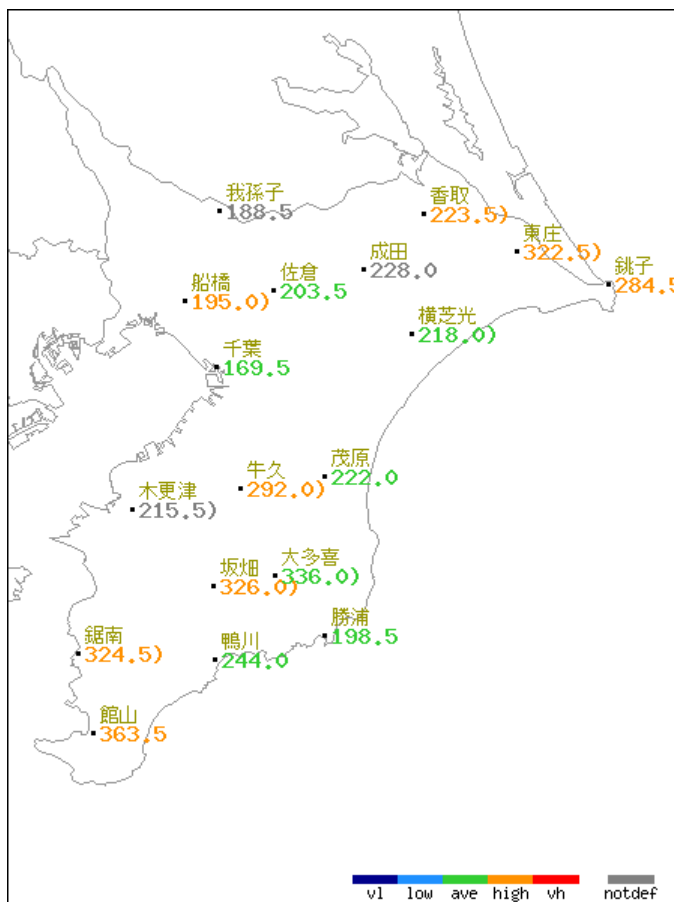 我孫子
188.5
香取
223.5)
東庄
322.5)
成田
228.0
銚子
284.5
船橋
195.0)
佐倉
203.5
横芝光
218.0)
千葉
169.5
茂原
222.0
牛久
292.0)
木更津
215.5)
大多喜
336.0)
坂畑
326.0)
勝浦
198.5
鋸南
324.5)
鴨川
244.0
館山
363.5
vl low ave high vh notdef